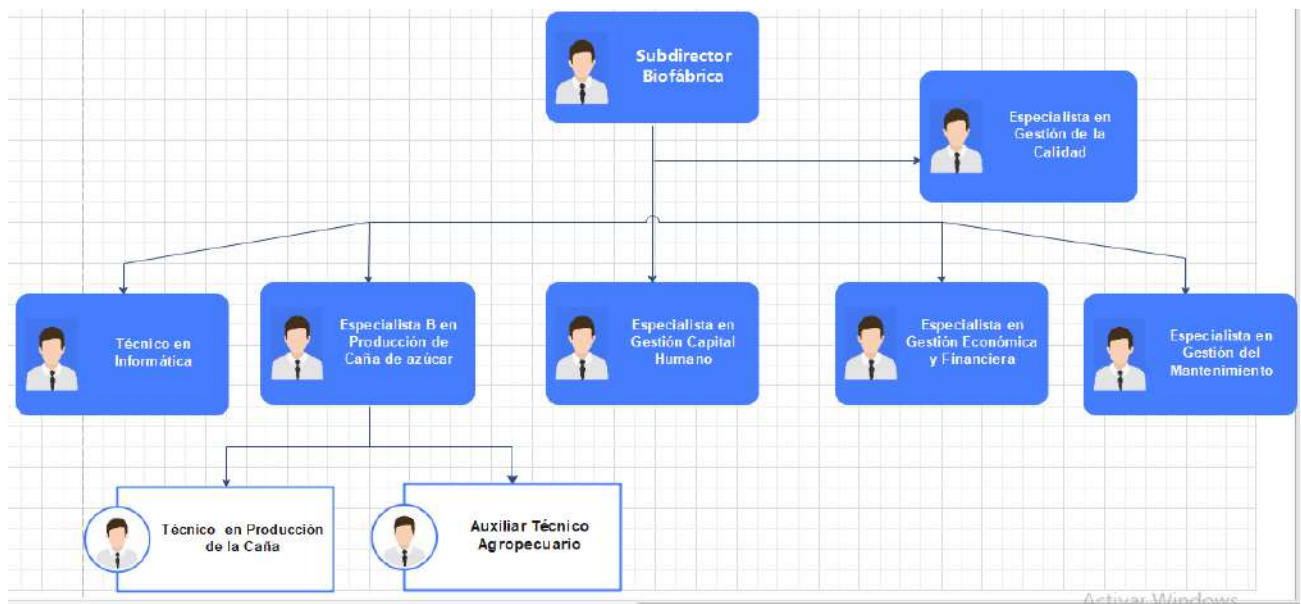 Subdirector
Biofábrica
Especialista en
Gestión de la
Calidad
Técnico en
Informática
Especialista B en
Producción de
Caña de azúcar
Especialista en
Gestión Capital
Humano
Especialista en
Gestión Económica
y Financiera
Especialista en
Gestión del
Mantenimiento
Técnico en Producción
de la Caña
Auxiliar Técnico
Agropecuario
Activar Windows